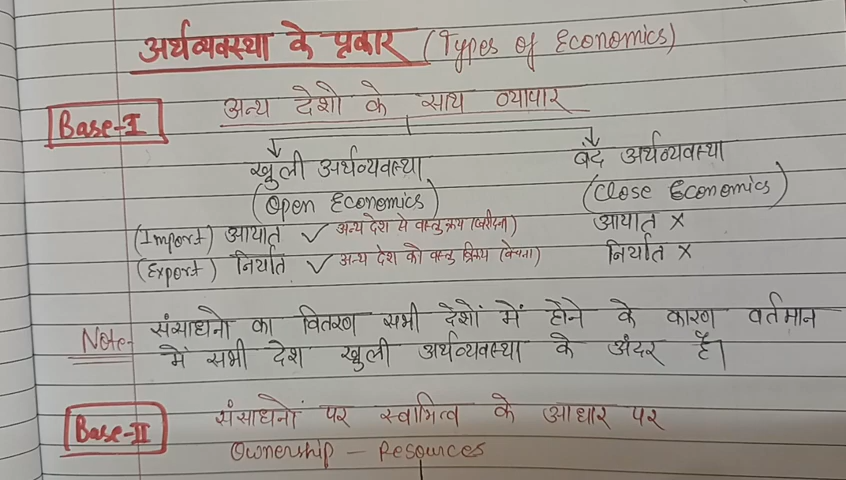 अर्थव्यवस्था के प्रकार (Types of Economics)
Base-I अन्य देशो के साथ व्यापार
खुली अर्थव्यवस्था बंद अर्थव्यवस्था
(Open Economics) (Close Economics)
(Import) आयात ✓ अन्य देश से वस्तु क्रय (खरीदना) आयात ×
(Export) निर्यात ✓ अन्य देश को वस्तु विक्रय (बेचना) निर्यात ×
Note- संसाधनो का वितरण सभी देशों में होने के कारण वर्तमान
में सभी देश खुली अर्थव्यवस्था के अंदर है।
Base-II संसाधनों पर स्वामित्व के आधार पर
Ownership - Resources